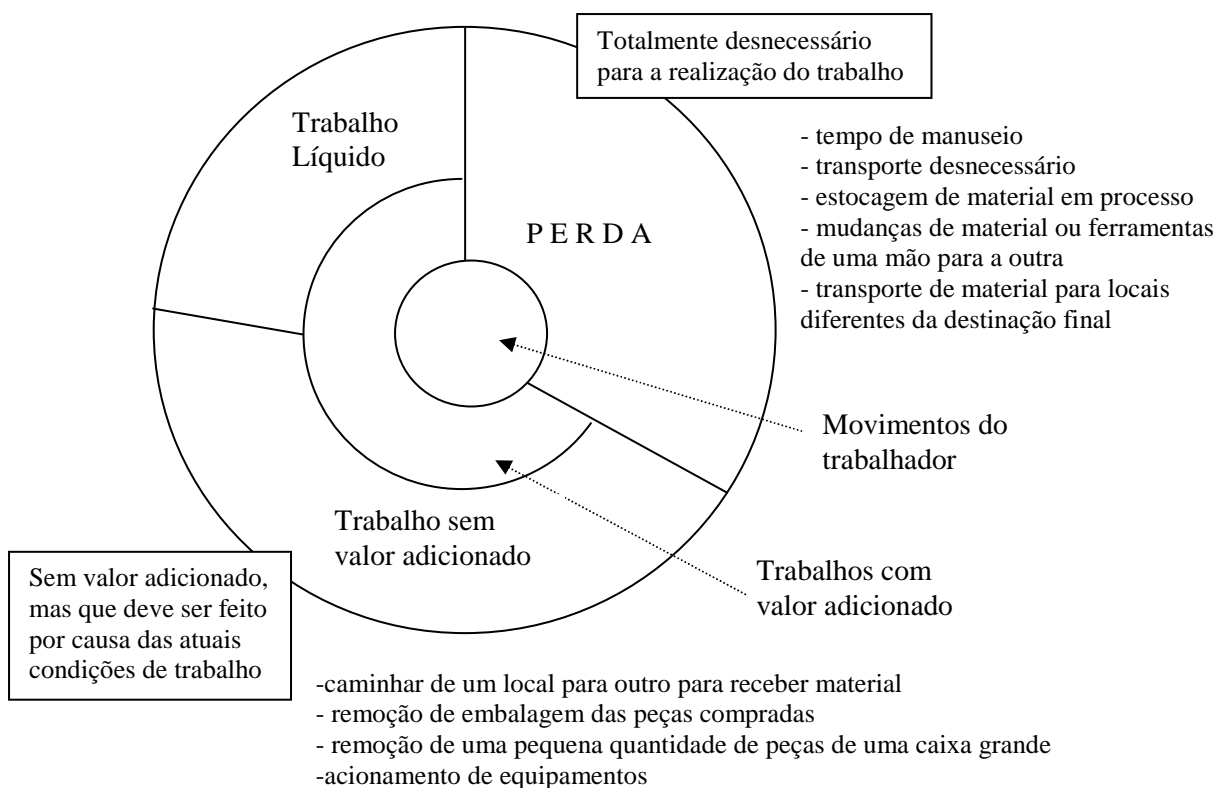 Totalmente desnecessário
para a realização do trabalho
Trabalho
Líquido
- tempo de manuseio
- transporte desnecessário
- estocagem de material em processo
- mudanças de material ou ferramentas
de uma mão para a outra
- transporte de material para locais
diferentes da destinação final
P E R D A
Movimentos do
trabalhador
Trabalho sem
valor adicionado
Trabalhos com
valor adicionado
Sem valor adicionado,
mas que deve ser feito
por causa das atuais
condições de trabalho
-caminhar de um local para outro para receber material
- remoção de embalagem das peças compradas
- remoção de uma pequena quantidade de peças de uma caixa grande
-acionamento de equipamentos